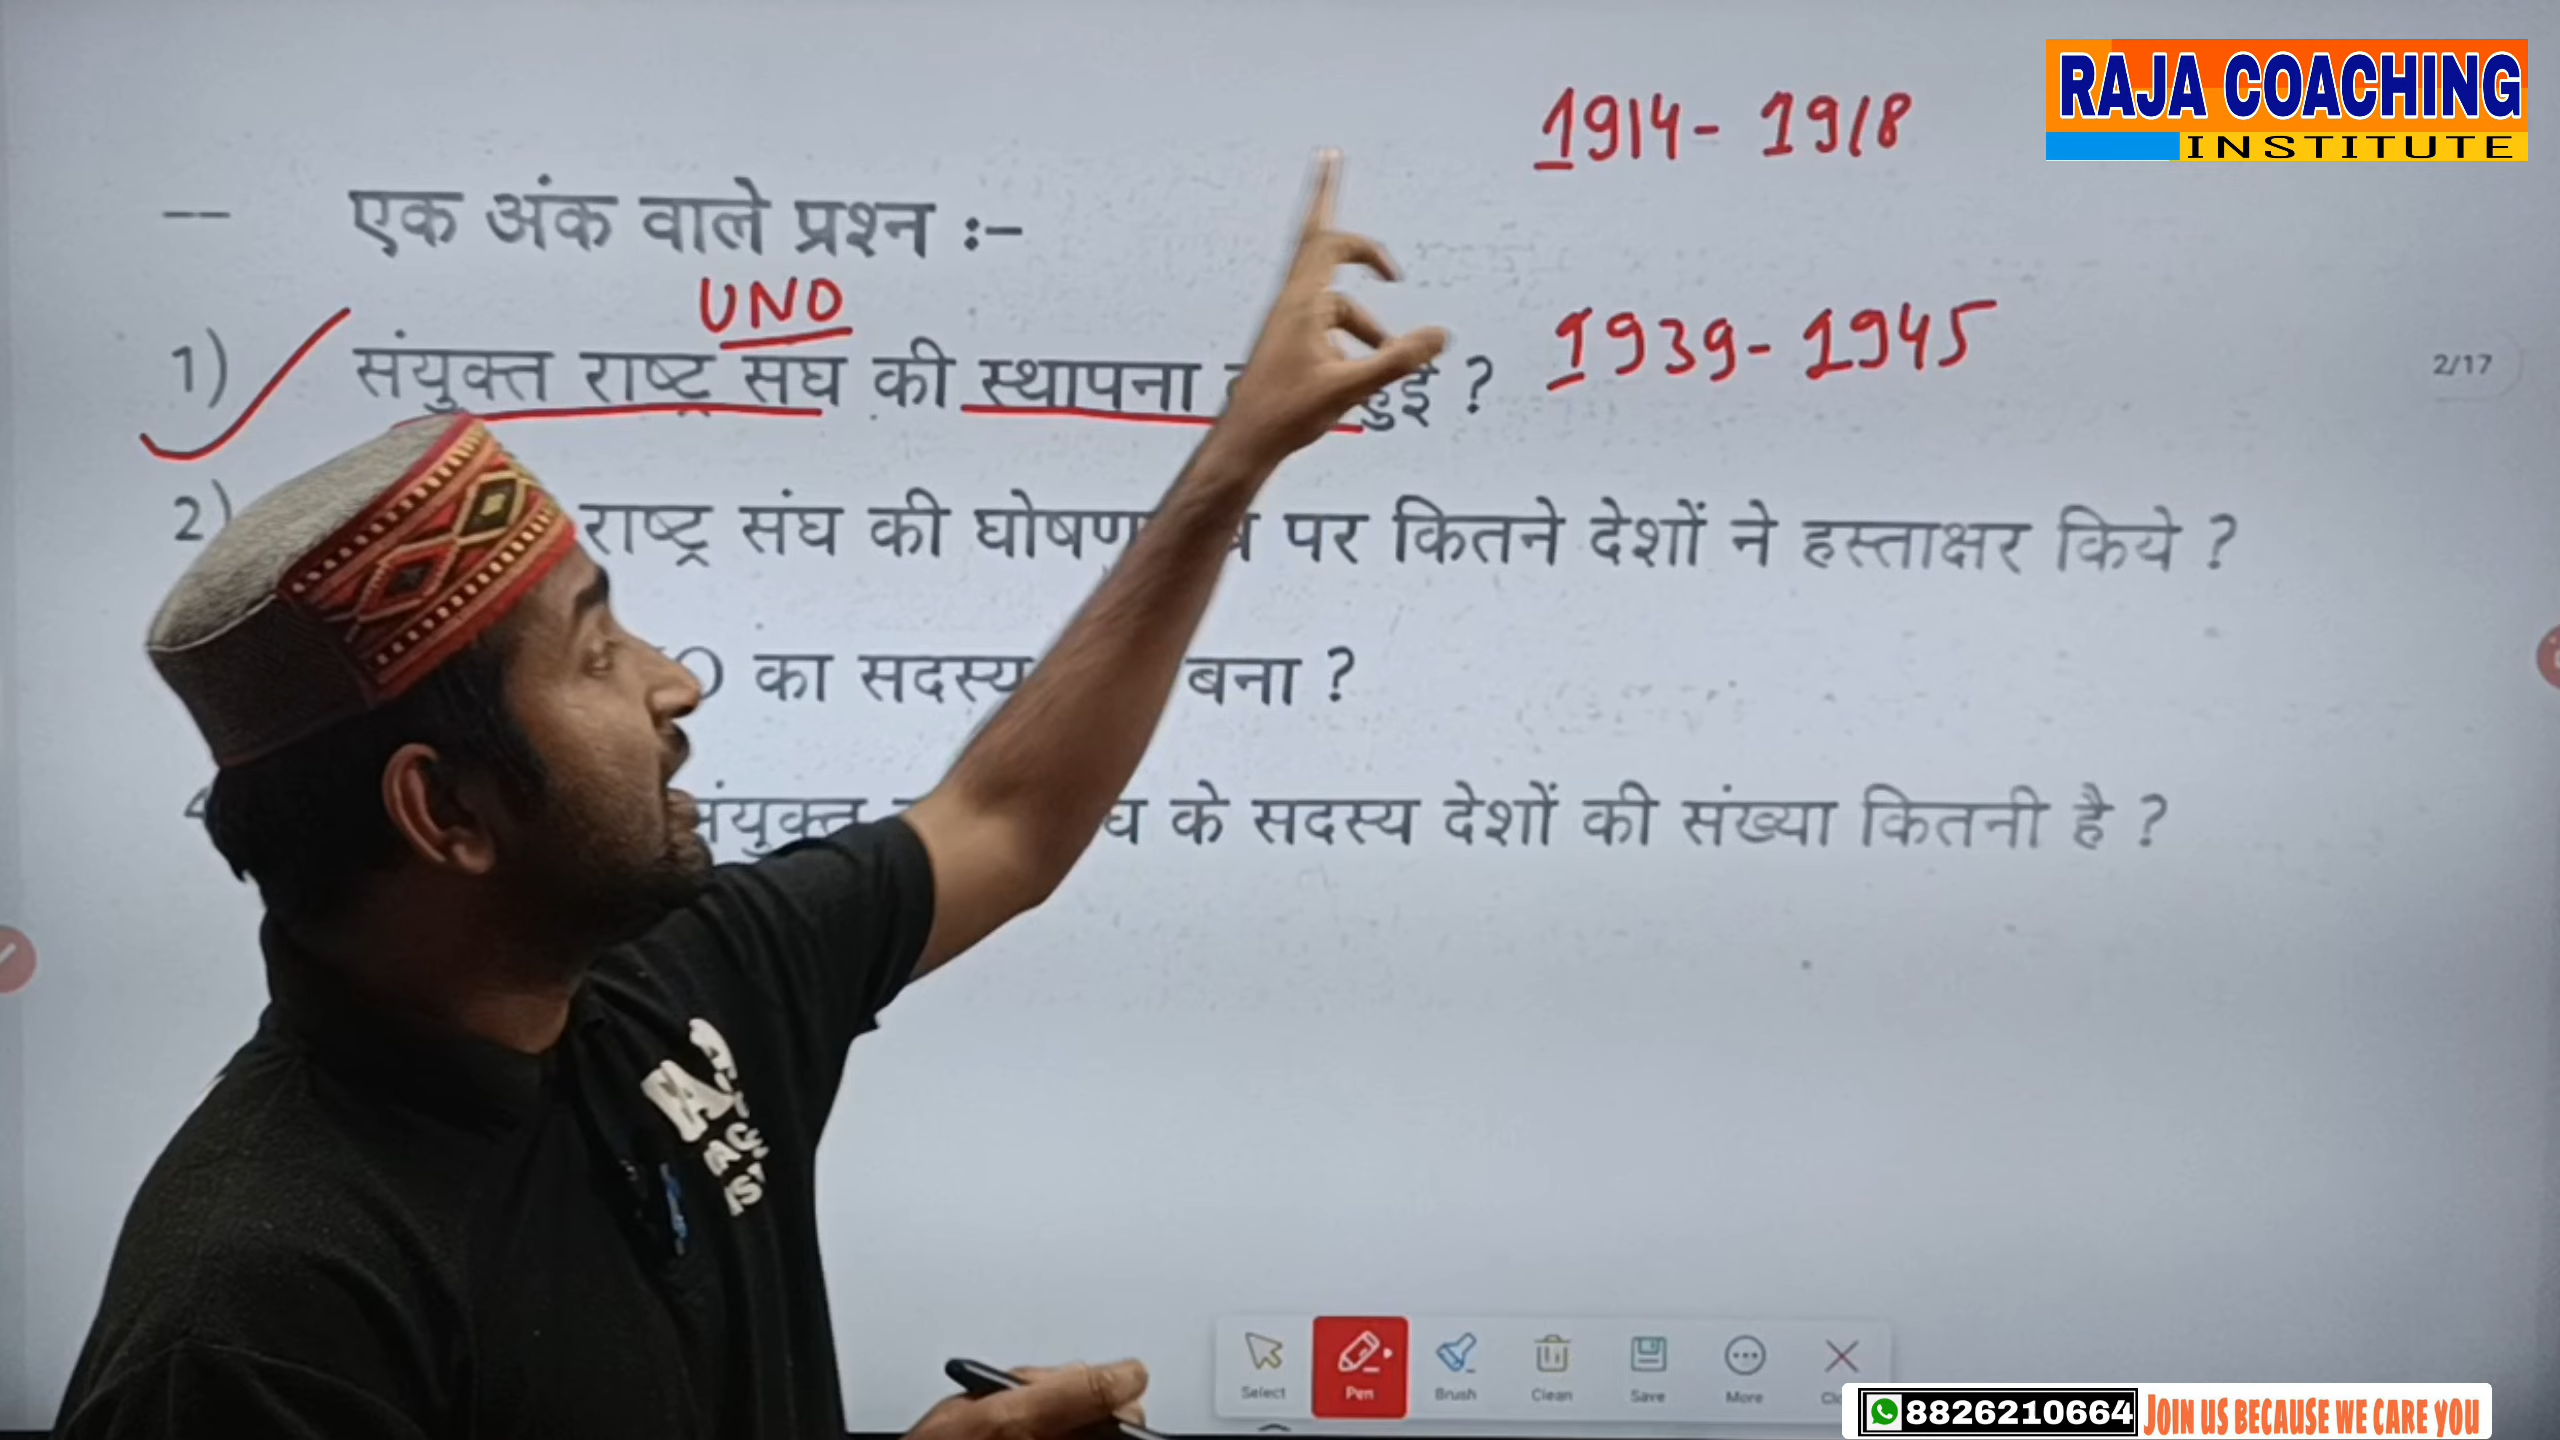 RAJA COACHING
INSTITUTE
1914 - 1918
-- एक अंक वाले प्रश्न :-
UNO
1) संयुक्त राष्ट्र सघ की स्थापना हुई ?
1939 - 1945
2/17
2) राष्ट्र संघ की पर कितने देशों ने हस्ताक्षर किये ?
का सदस्य बना ?
के सदस्य देशों की संख्या कितनी है ?
Select Pen Brush Clean Save More
8826210664 JOIN US BECAUSE WE CARE YOU